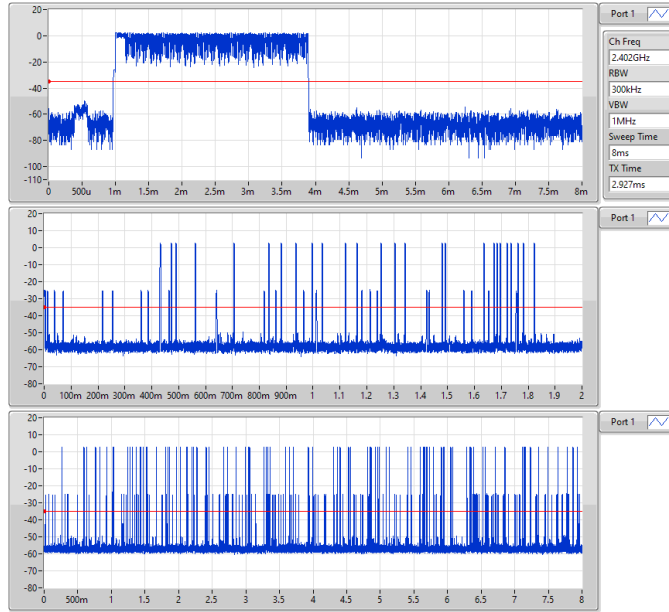 20
0
-20
-40
-60
-80
-100
-110
0 500u 1m 1.5m 2m 2.5m 3m 3.5m 4m 4.5m 5m 5.5m 6m 6.5m 7m 7.5m 8m
Port 1
Ch Freq
2.402GHz
RBW
300kHz
VBW
1MHz
Sweep Time
8ms
TX Time
2.927ms
20
10
0
-10
-20
-30
-40
-50
-60
-70
-80
0 100m 200m 300m 400m 500m 600m 700m 800m 900m 1 1.1 1.2 1.3 1.4 1.5 1.6 1.7 1.8 1.9 2
Port 1
20
10
0
-10
-20
-30
-40
-50
-60
-70
-80
0 500m 1 1.5 2 2.5 3 3.5 4 4.5 5 5.5 6 6.5 7 7.5 8
Port 1